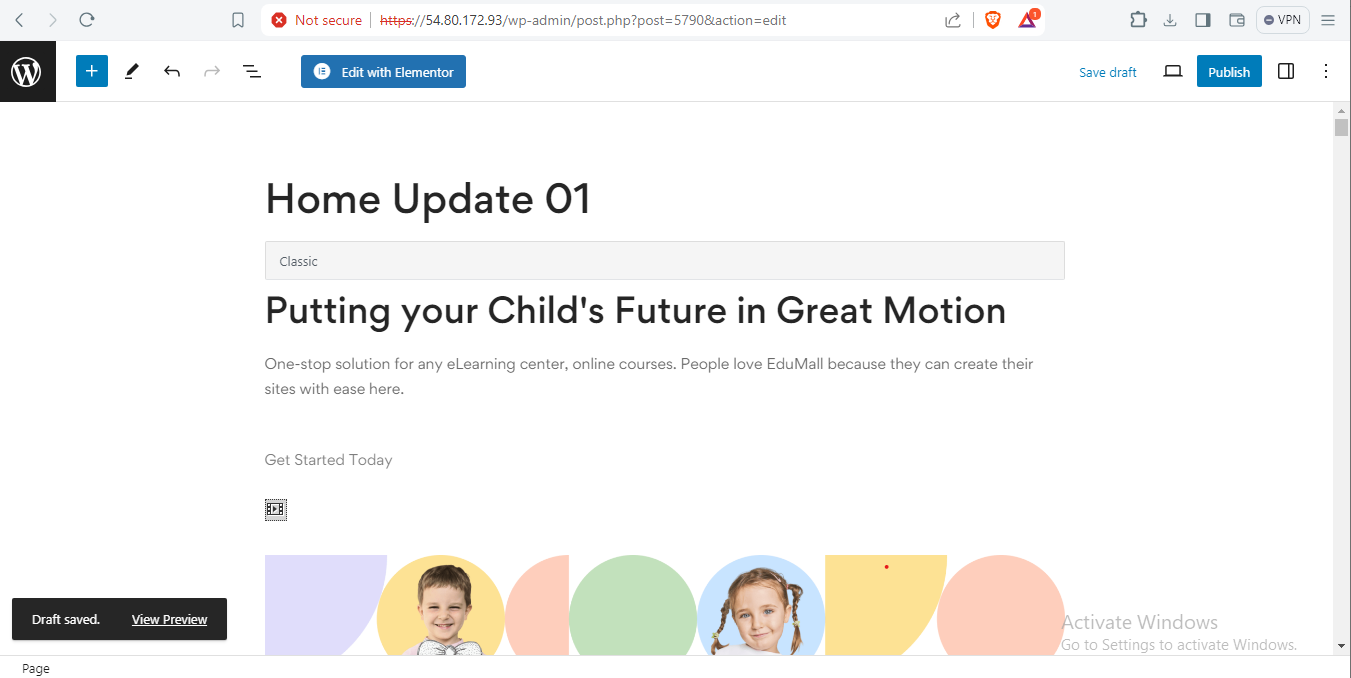 Not secure
https://54.80.172.93/wp-admin/post.php?post=5790&action=edit
1
VPN
Edit with Elementor
Save draft
Publish
Home Update 01
Classic
Putting your Child's Future in Great Motion
One-stop solution for any eLearning center, online courses. People love EduMall because they can create their
sites with ease here.
Get Started Today
Draft saved.
View Preview
Activate Windows
Go to Settings to activate Windows.
Page